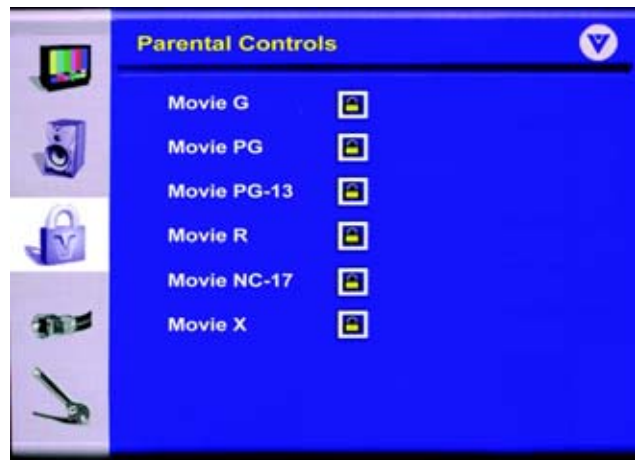 Parental Controls
Movie G
Movie PG
Movie PG-13
Movie R
Movie NC-17
Movie X